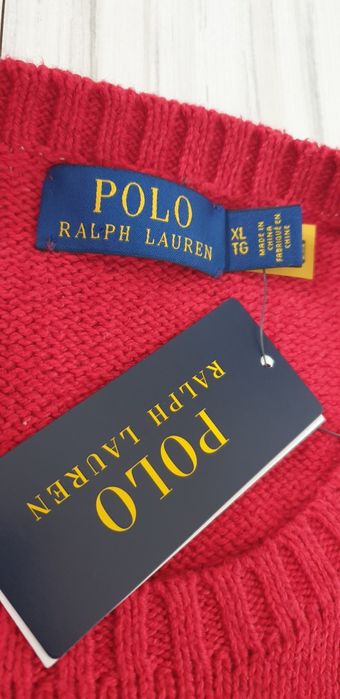 POLO
RALPH LAUREN
XL
TG
MADE IN
CHINA
FABRIQUÉ EN
CHINE
POLO
RALPH LAUREN